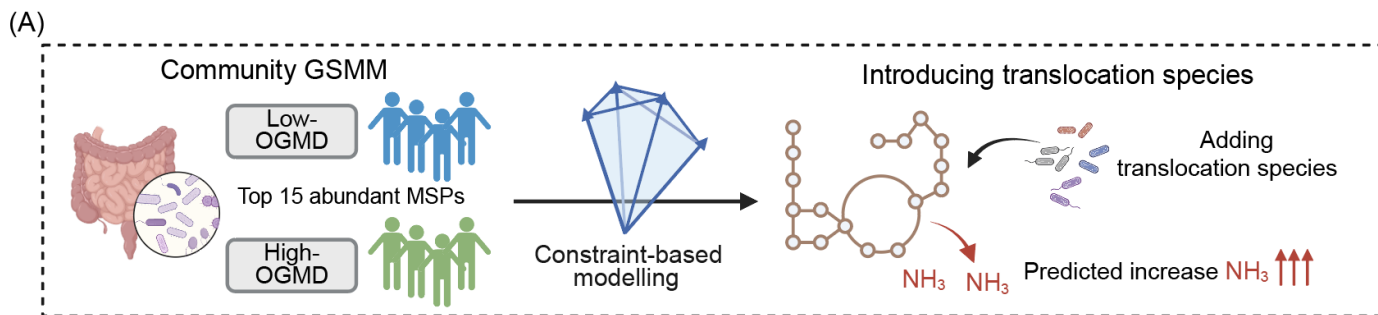 (A)
Community GSMM
Low-
OGMD
Top 15 abundant MSPs
High-
OGMD
Constraint-based
modelling
Introducing translocation species
Adding
translocation species
NH₃
NH₃
Predicted increase NH₃